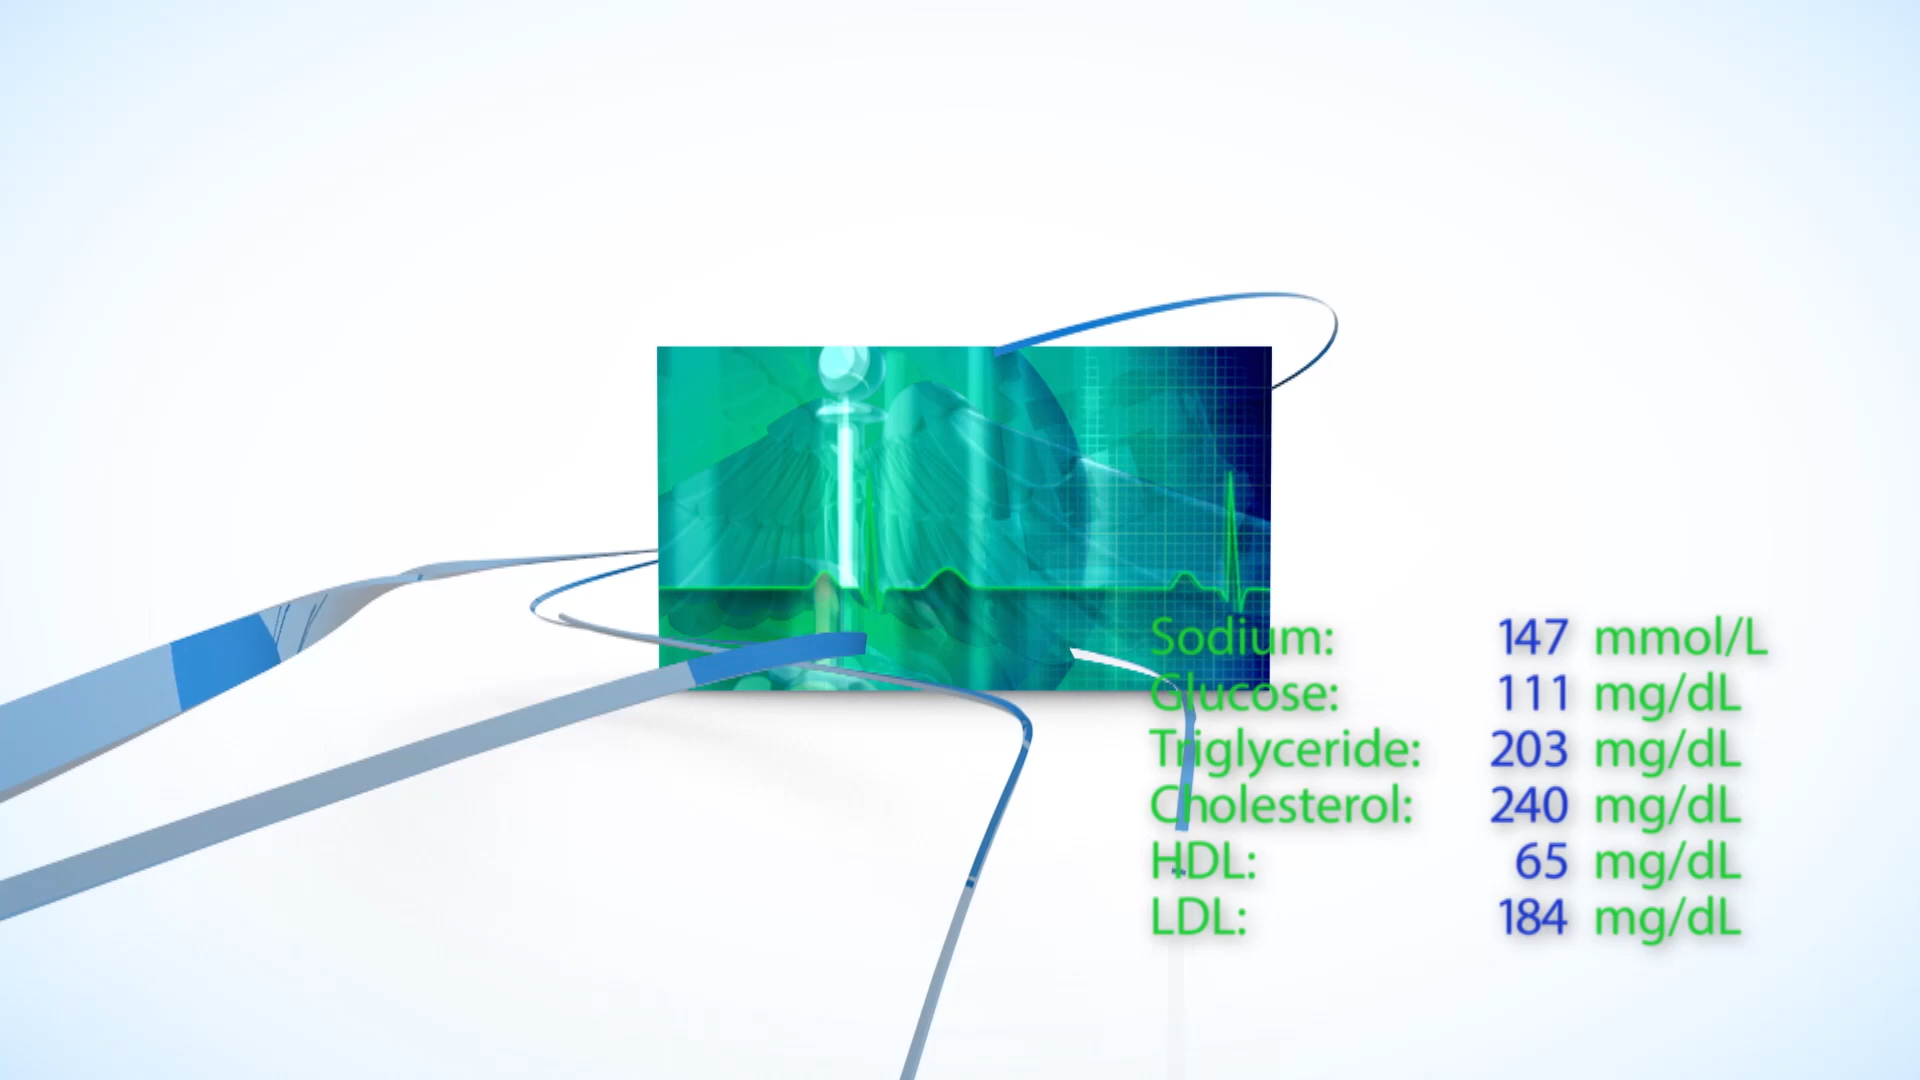 Sodium: 147 mmol/L
Glucose: 111 mg/dL
Triglyceride: 203 mg/dL
Cholesterol: 240 mg/dL
HDL: 65 mg/dL
LDL: 184 mg/dL